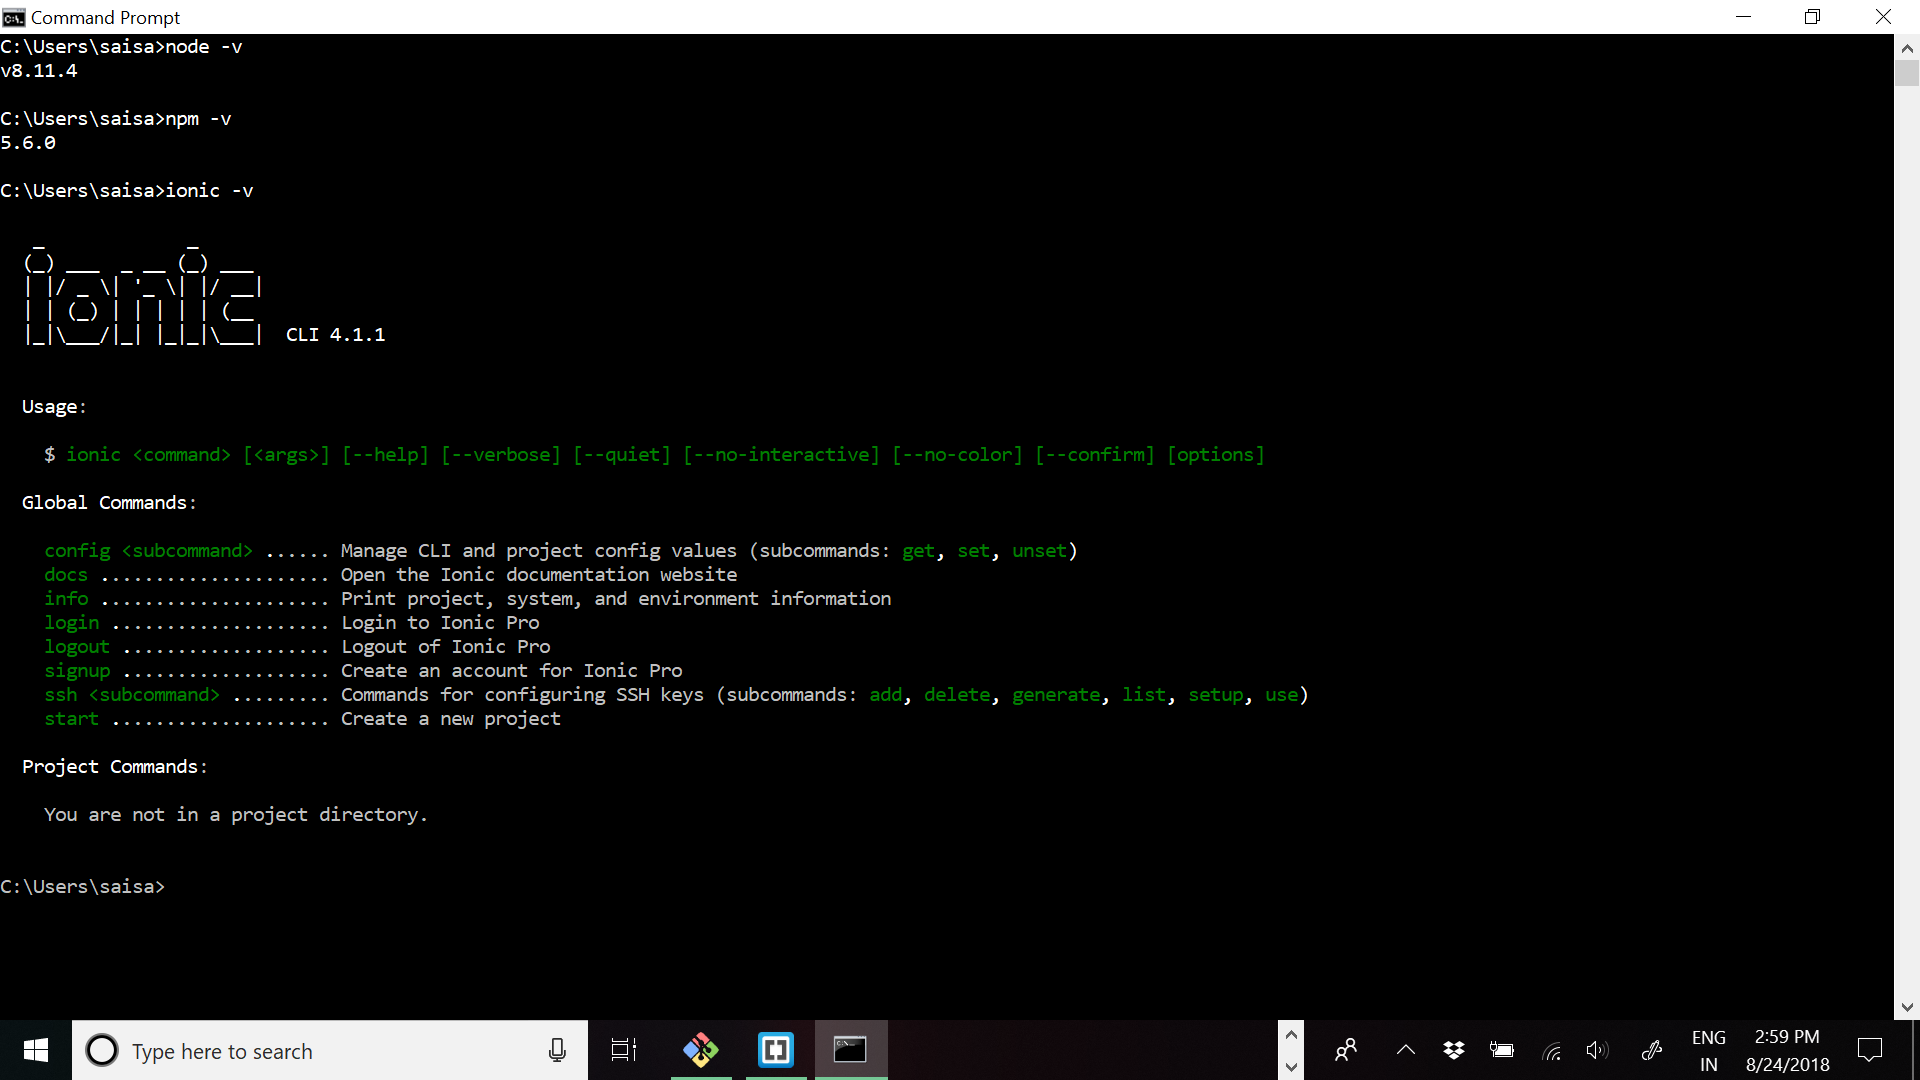 Command Prompt
C:\Users\saisa>node -v
v8.11.4
C:\Users\saisa>npm -v
5.6.0
C:\Users\saisa>ionic -v
ionic CLI 4.1.1
Usage:
$ ionic <command> [<args>] [--help] [--verbose] [--quiet] [--no-interactive] [--no-color] [--confirm] [options]
Global Commands:
config <subcommand> ...... Manage CLI and project config values (subcommands: get, set, unset)
docs ..................... Open the Ionic documentation website
info ..................... Print project, system, and environment information
login .................... Login to Ionic Pro
logout ................... Logout of Ionic Pro
signup ................... Create an account for Ionic Pro
ssh <subcommand> ......... Commands for configuring SSH keys (subcommands: add, delete, generate, list, setup, use)
start .................... Create a new project
Project Commands:
You are not in a project directory.
C:\Users\saisa>
Type here to search
ENG
IN
2:59 PM
8/24/2018